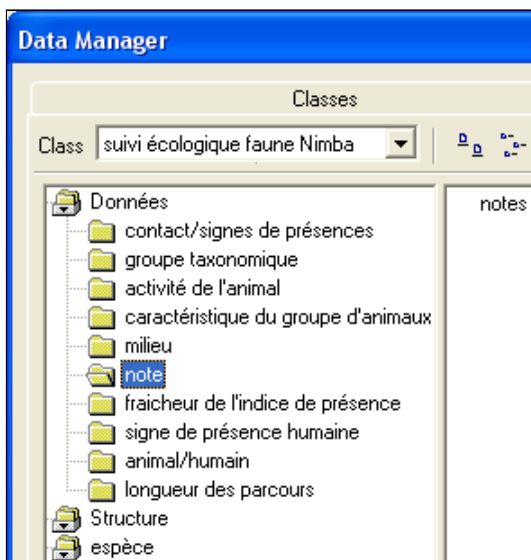 Data Manager
Classes
Class suivi écologique faune Nimba
Données
notes
contact/signes de présences
groupe taxonomique
activité de l'animal
caractéristique du groupe d'animaux
milieu
note
fraicheur de l'indice de présence
signe de présence humaine
animal/humain
longueur des parcours
Structure
espèce